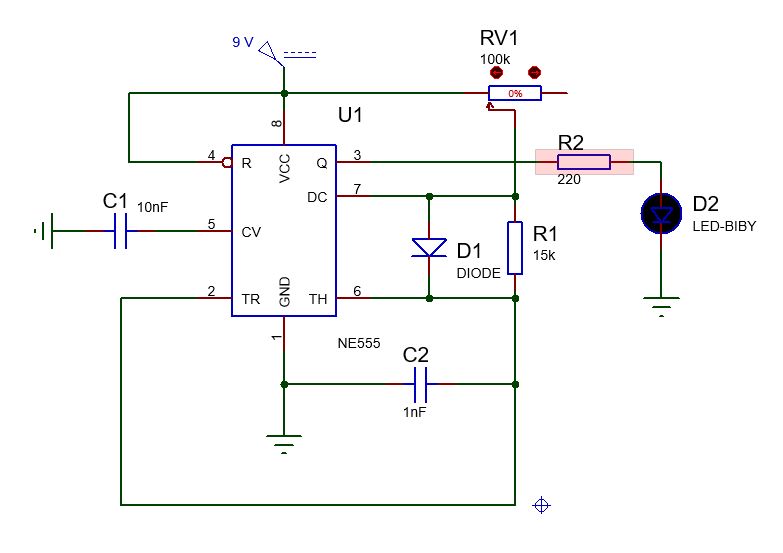 9 V
RV1
100k
0%
U1
8
VCC
4
R
Q
3
R2
220
DC
7
C1
10nF
5
CV
D2
LED-BIBY
R1
15k
D1
DIODE
2
TR
GND
TH
6
1
NE555
C2
1nF